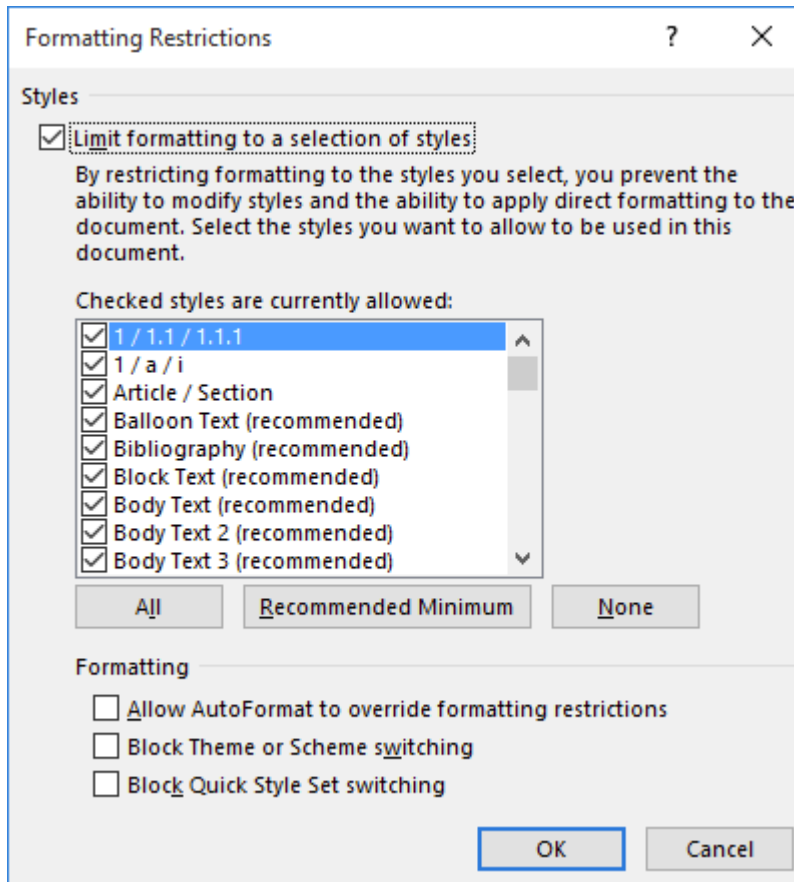 Formatting Restrictions
Styles
Limit formatting to a selection of styles
By restricting formatting to the styles you select, you prevent the
ability to modify styles and the ability to apply direct formatting to the
document. Select the styles you want to allow to be used in this
document.
Checked styles are currently allowed:
1 / 1.1 / 1.1.1
1 / a / i
Article / Section
Balloon Text (recommended)
Bibliography (recommended)
Block Text (recommended)
Body Text (recommended)
Body Text 2 (recommended)
Body Text 3 (recommended)
All Recommended Minimum None
Formatting
Allow AutoFormat to override formatting restrictions
Block Theme or Scheme switching
Block Quick Style Set switching
OK Cancel